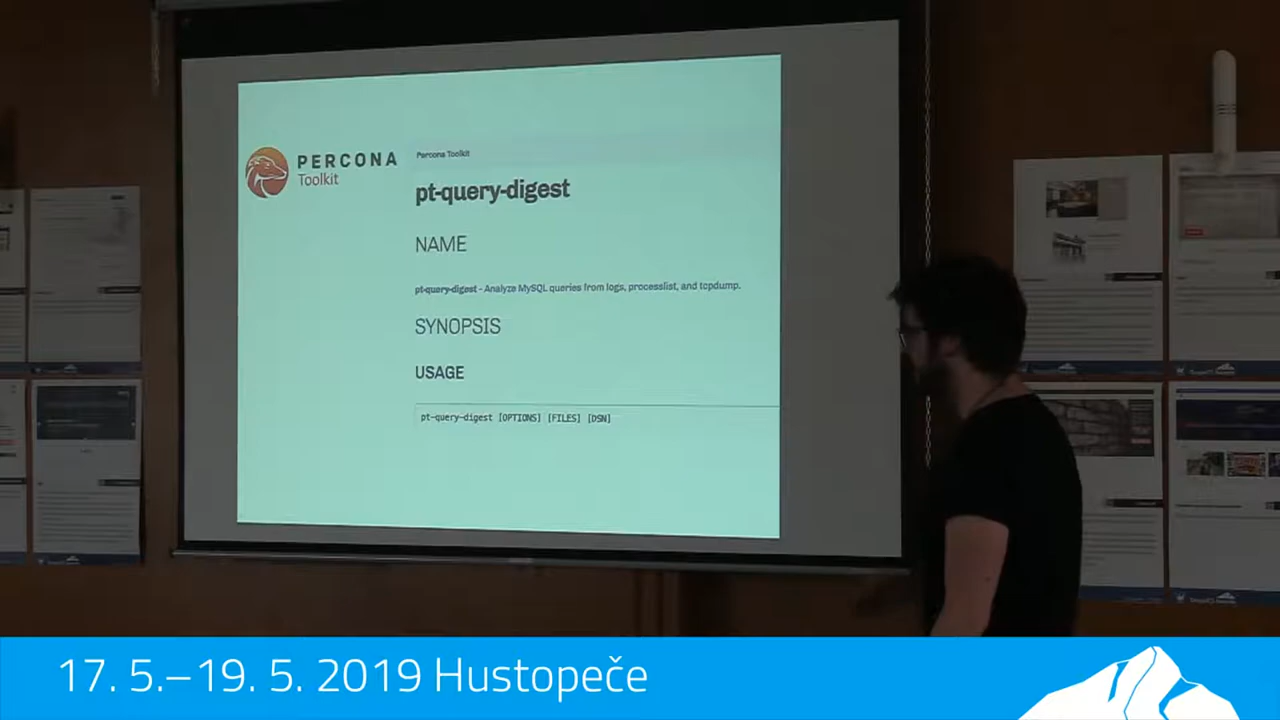 PERCONA
Toolkit
Percona Toolkit
pt-query-digest
NAME
pt-query-digest - Analyze MySQL queries from logs, processlist, and tcpdump.
SYNOPSIS
USAGE
pt-query-digest [OPTIONS] [FILES] [DSN]
17. 5.–19. 5. 2019 Hustopeče